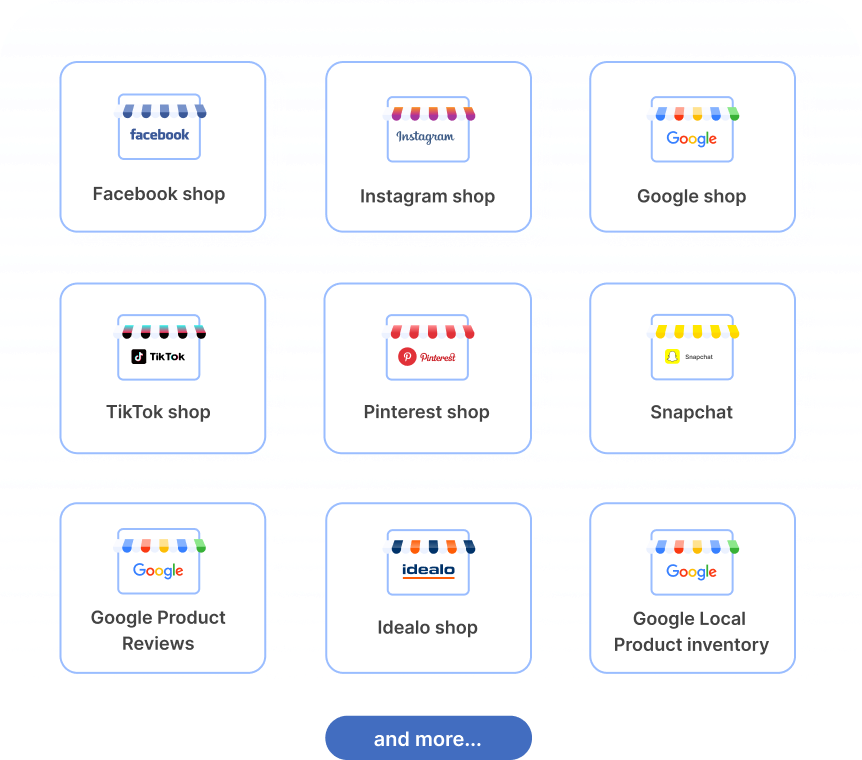 facebook
Facebook shop
Instagram
Instagram shop
Google
Google shop
TikTok
TikTok shop
Pinterest
Pinterest shop
Snapchat
Snapchat
Google
Google Product
Reviews
idealo
Idealo shop
Google
Google Local
Product inventory
and more...